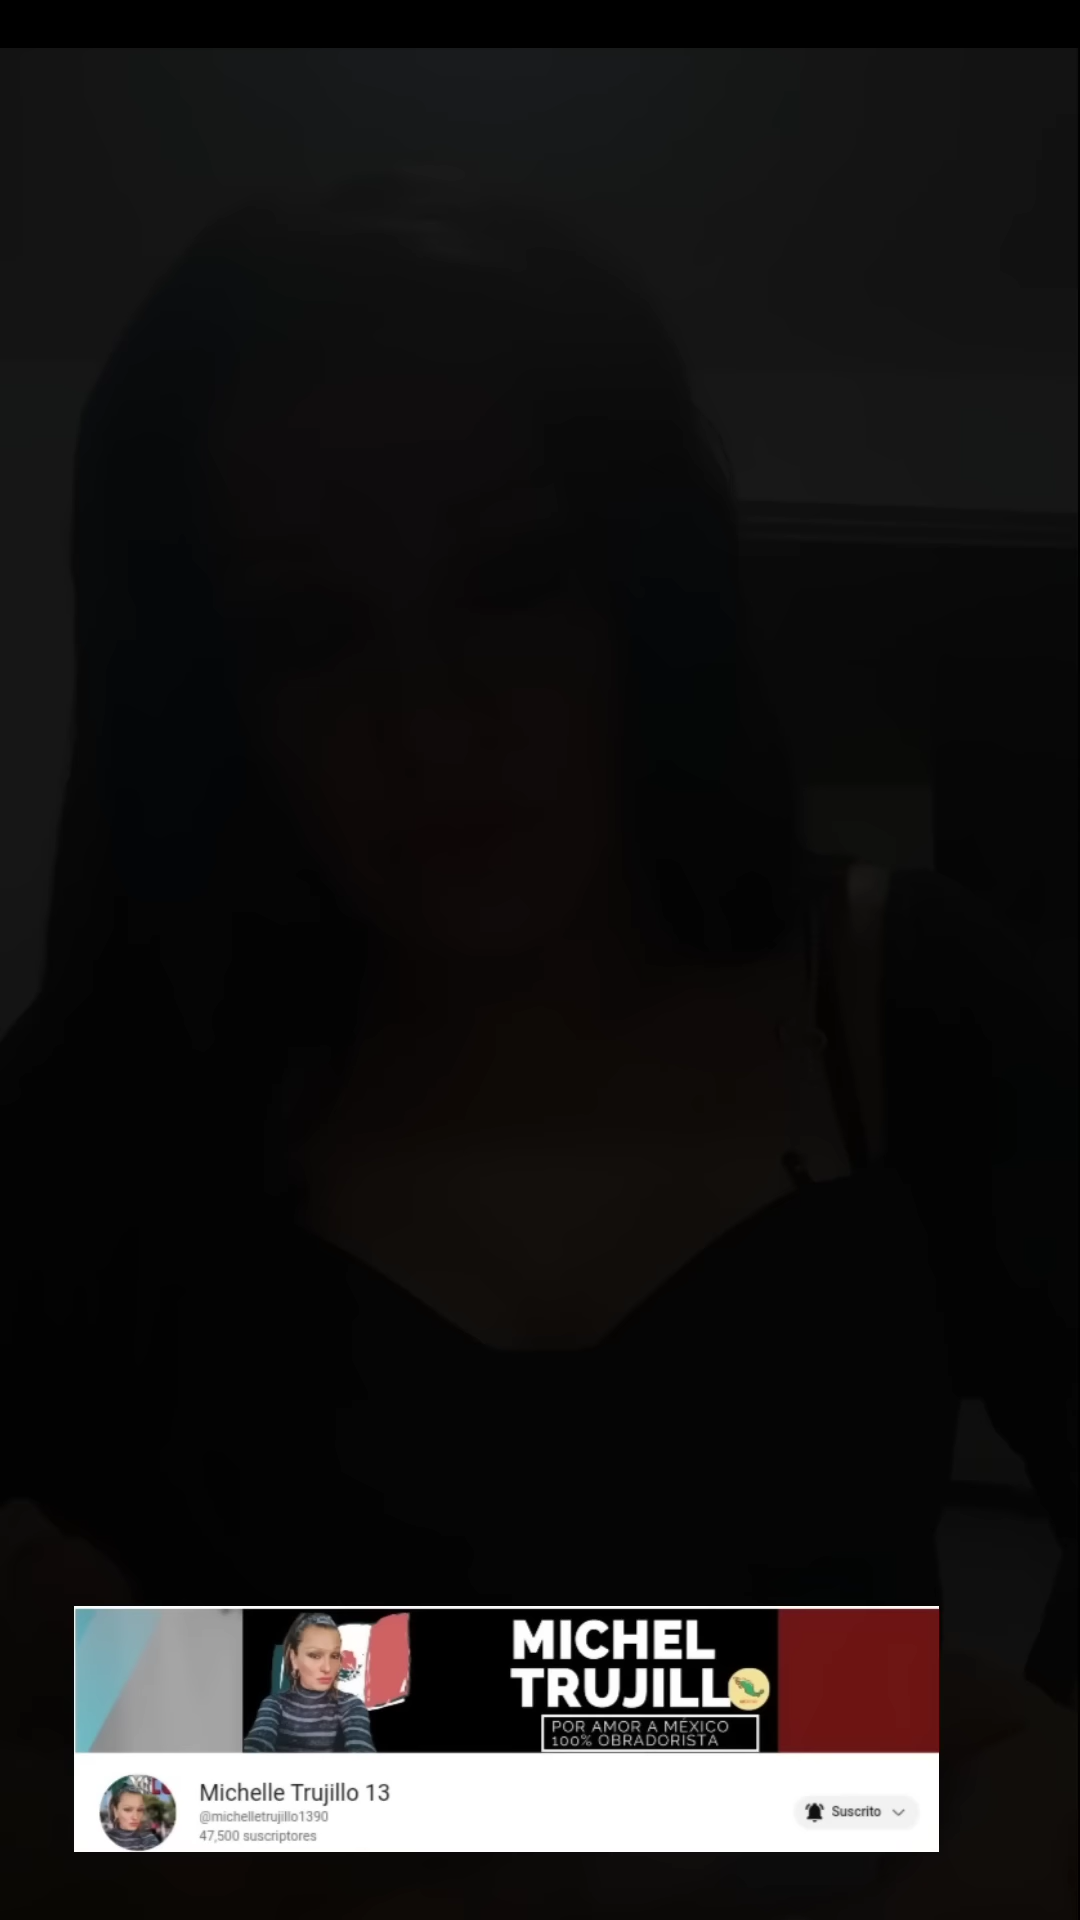 MICHEL
TRUJILL
POR AMOR A MÉXICO
100% OBRADORISTA
Michelle Trujillo 13
@michelletrujillo1390
47,500 suscriptores
Suscrito